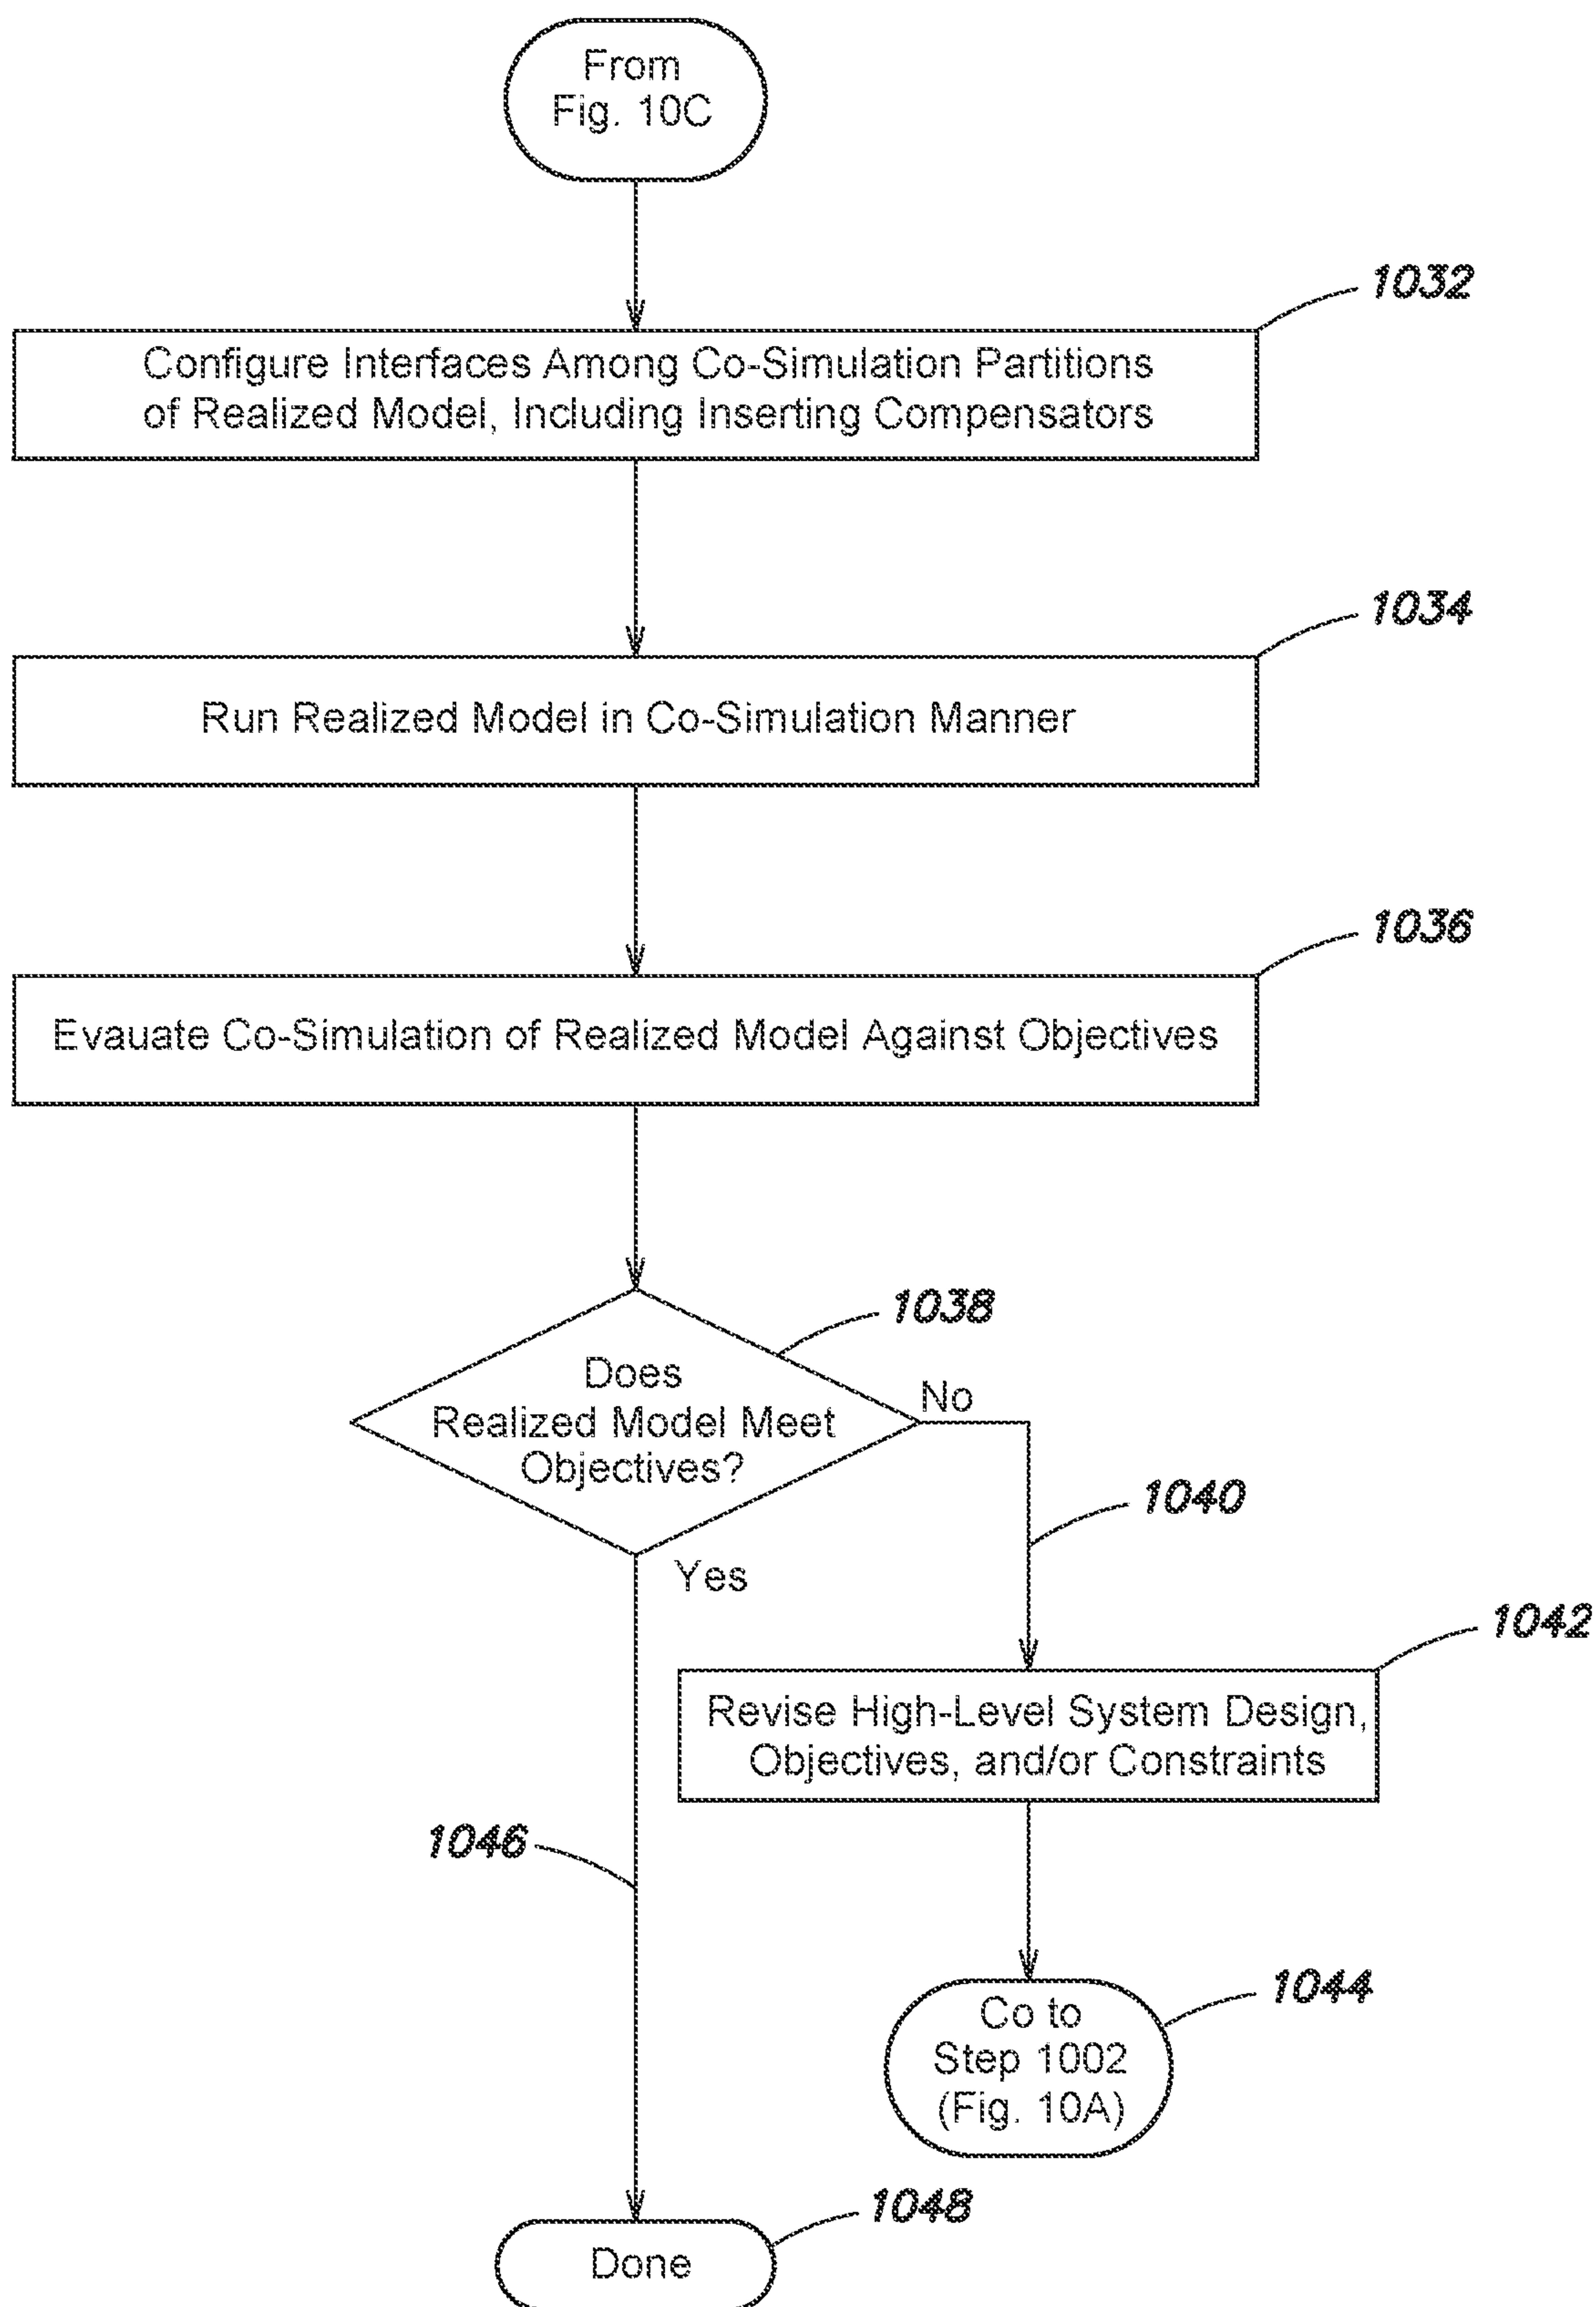 From
Fig. 10C
1032
Configure Interfaces Among Co-Simulation Partitions
of Realized Model, Including Inserting Compensators
1034
Run Realized Model in Co-Simulation Manner
1036
Evauate Co-Simulation of Realized Model Against Objectives
1038
Does
Realized Model Meet
Objectives?
No
1040
Yes
1042
Revise High-Level System Design,
Objectives, and/or Constraints
1046
1044
Co to
Step 1002
(Fig. 10A)
1048
Done